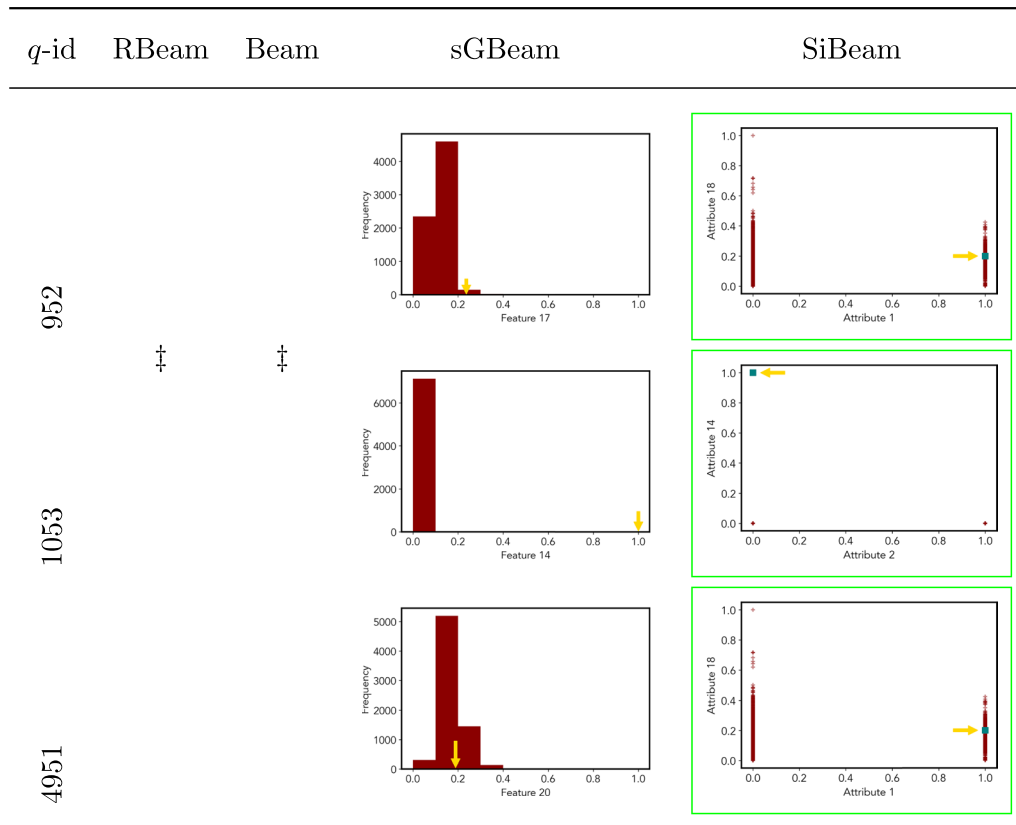 q-id RBeam Beam sGBeam SiBeam
952
4000
3000
2000
1000
0
Frequency
0.0 0.2 0.4 0.6 0.8 1.0
Feature 17
1.0
0.8
0.6
0.4
0.2
0.0
Attribute 18
0.0 0.2 0.4 0.6 0.8 1.0
Attribute 1
‡ ‡
1053
6000
4000
2000
0
Frequency
0.0 0.2 0.4 0.6 0.8 1.0
Feature 14
1.0
0.8
0.6
0.4
0.2
0.0
Attribute 14
0.0 0.2 0.4 0.6 0.8 1.0
Attribute 2
4951
5000
4000
3000
2000
1000
0
Frequency
0.0 0.2 0.4 0.6 0.8 1.0
Feature 20
1.0
0.8
0.6
0.4
0.2
0.0
Attribute 18
0.0 0.2 0.4 0.6 0.8 1.0
Attribute 1